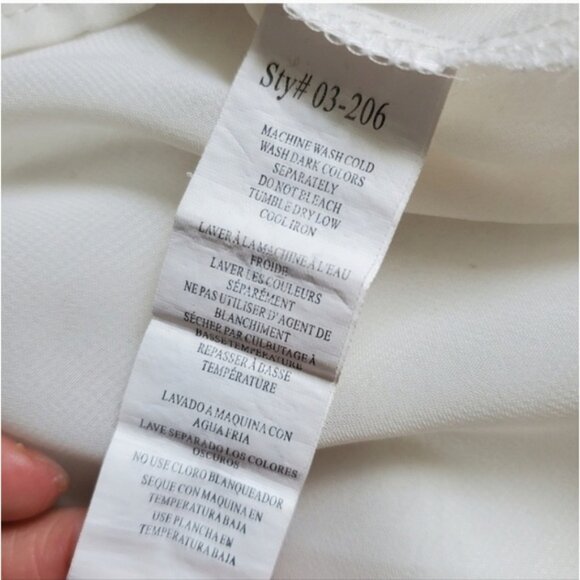 Sty# 03-206
MACHINE WASH COLD
WASH DARK COLORS
SEPARATELY
DO NOT BLEACH
TUMBLE DRY LOW
COOL IRON
LAVER À LA MACHINE À L'EAU
FROIDE
LAVER LES COULEURS
SÉPARÉMENT
NE PAS UTILISER D'AGENT DE
BLANCHIMENT
SÉCHER PAR CULBUTAGE À
BASSE TEMPÉRATURE
REPASSER À BASSE
TEMPÉRATURE
LAVADO A MAQUINA CON
AGUA FRIA
LAVE SEPARADO LOS COLORES
OSCUROS
NO USE CLORO BLANQUEADOR
SEQUE CON MAQUINA EN
TEMPERATURA BAJA
USE PLANCHA EN
TEMPERATURA BAJA